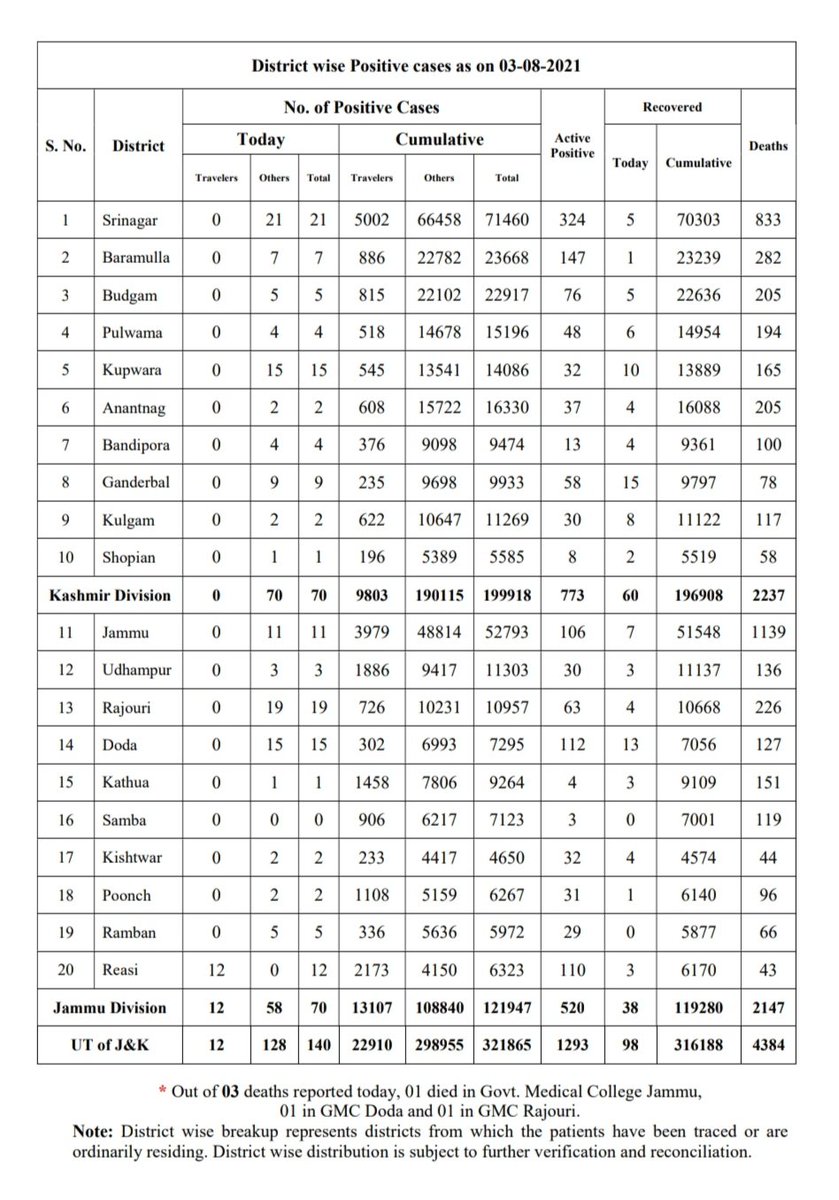 District wise Positive cases as on 03-08-2021
S. No. District No. of Positive Cases Active Positive Recovered Deaths
Today Cumulative Today Cumulative
Travelers Others Total Travelers Others Total
1 Srinagar 0 21 21 5002 66458 71460 324 5 70303 833
2 Baramulla 0 7 7 886 22782 23668 147 1 23239 282
3 Budgam 0 5 5 815 22102 22917 76 5 22636 205
4 Pulwama 0 4 4 518 14678 15196 48 6 14954 194
5 Kupwara 0 15 15 545 13541 14086 32 10 13889 165
6 Anantnag 0 2 2 608 15722 16330 37 4 16088 205
7 Bandipora 0 4 4 376 9098 9474 13 4 9361 100
8 Ganderbal 0 9 9 235 9698 9933 58 15 9797 78
9 Kulgam 0 2 2 622 10647 11269 30 8 11122 117
10 Shopian 0 1 1 196 5389 5585 8 2 5519 58
Kashmir Division 0 70 70 9803 190115 199918 773 60 196908 2237
11 Jammu 0 11 11 3979 48814 52793 106 7 51548 1139
12 Udhampur 0 3 3 1886 9417 11303 30 3 11137 136
13 Rajouri 0 19 19 726 10231 10957 63 4 10668 226
14 Doda 0 15 15 302 6993 7295 112 13 7056 127
15 Kathua 0 1 1 1458 7806 9264 4 3 9109 151
16 Samba 0 0 0 906 6217 7123 3 0 7001 119
17 Kishtwar 0 2 2 233 4417 4650 32 4 4574 44
18 Poonch 0 2 2 1108 5159 6267 31 1 6140 96
19 Ramban 0 5 5 336 5636 5972 29 0 5877 66
20 Reasi 12 0 12 2173 4150 6323 110 3 6170 43
Jammu Division 12 58 70 13107 108840 121947 520 38 119280 2147
UT of J&K 12 128 140 22910 298955 321865 1293 98 316188 4384
* Out of 03 deaths reported today, 01 died in Govt. Medical College Jammu,
01 in GMC Doda and 01 in GMC Rajouri.
Note: District wise breakup represents districts from which the patients have been traced or are
ordinarily residing. District wise distribution is subject to further verification and reconciliation.